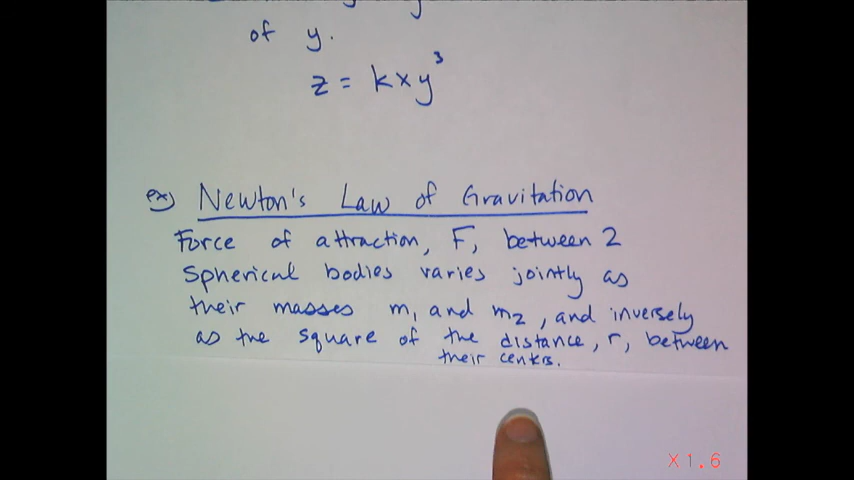 of y.
z = kxy³
ex) Newton's Law of Gravitation
Force of attraction, F, between 2
spherical bodies varies jointly as
their masses m₁ and m₂, and inversely
as the square of the distance, r, between
their centers.
X1.6